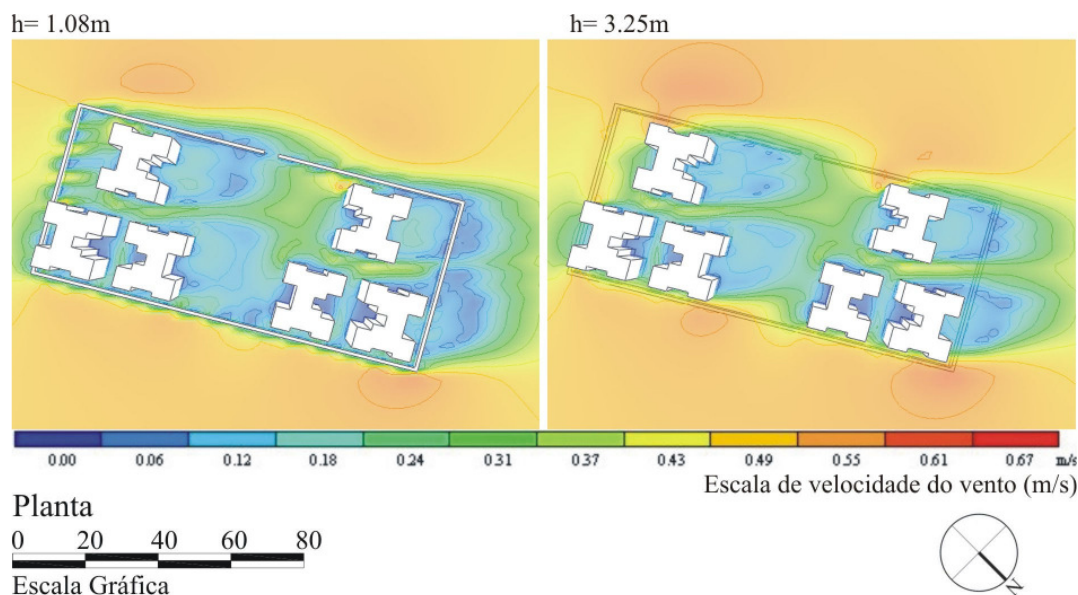 h= 1.08m
h= 3.25m
0.00 0.06 0.12 0.18 0.24 0.31 0.37 0.43 0.49 0.55 0.61 0.67 m/s
Escala de velocidade do vento (m/s)
Planta
0 20 40 60 80
Escala Gráfica
N